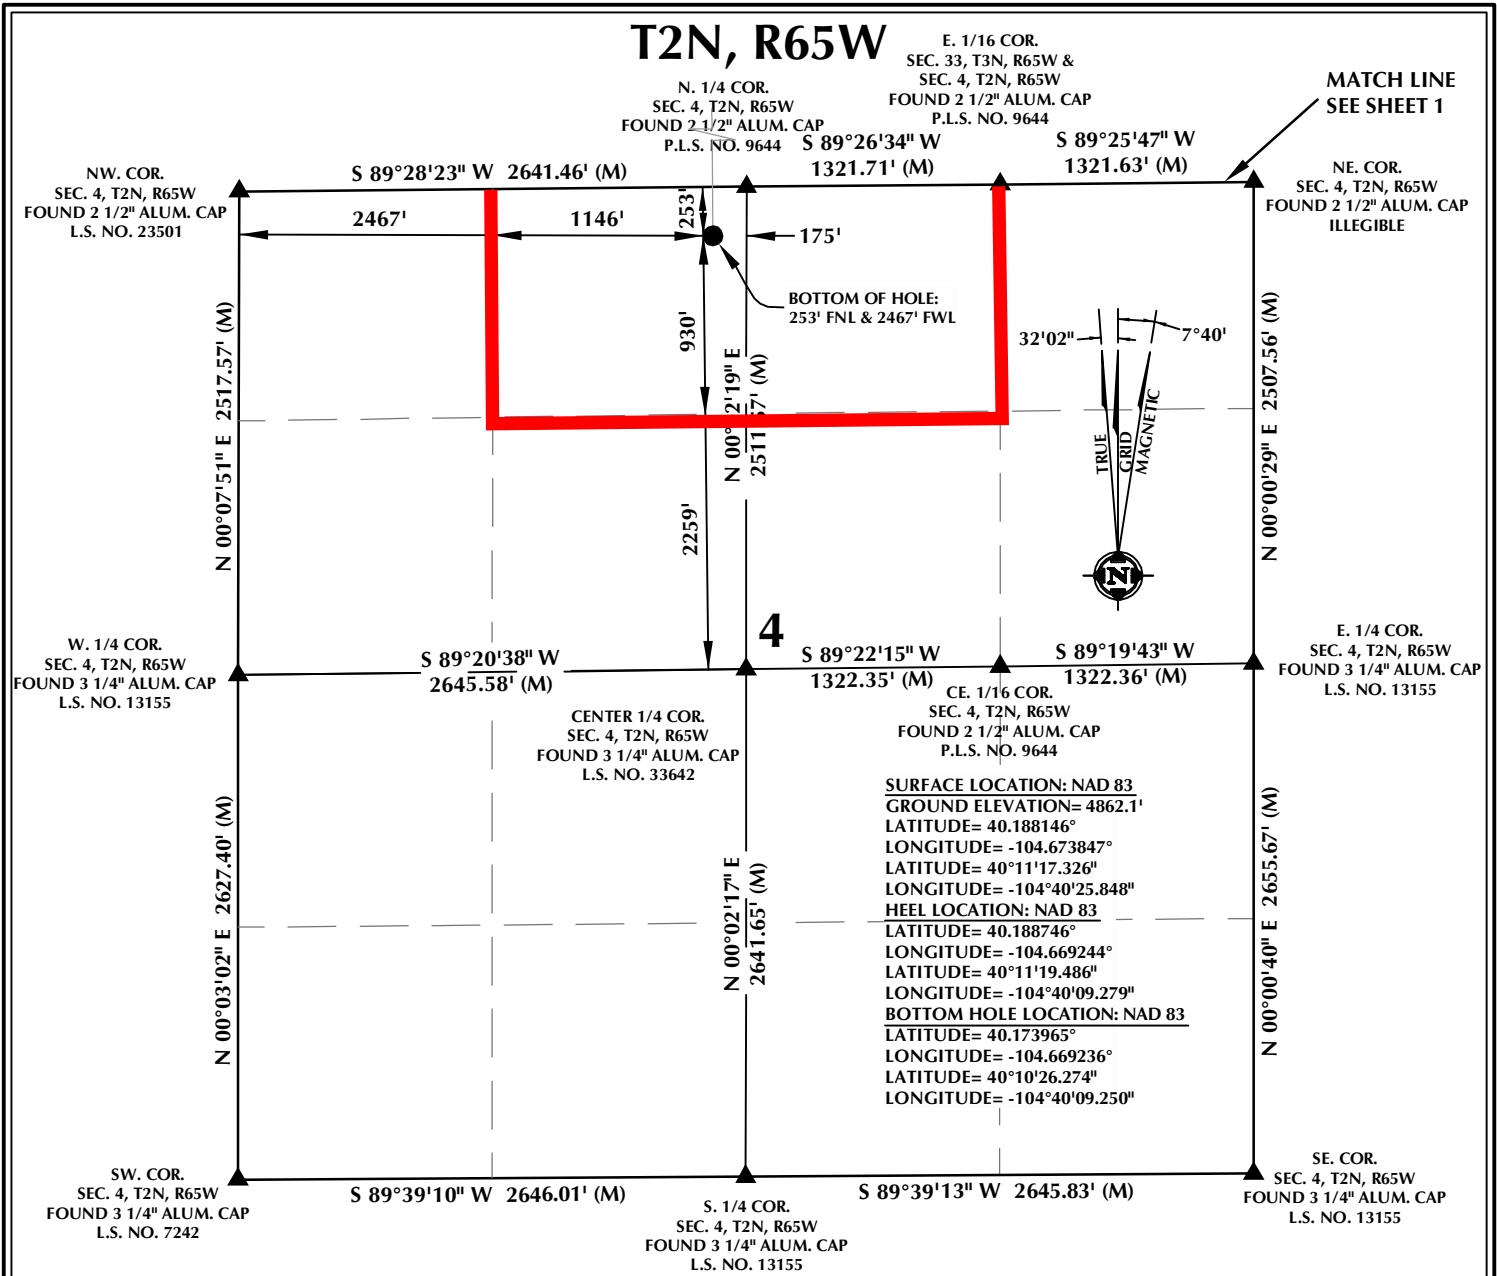 T2N, R65W
N. 1/4 COR.
SEC. 4, T2N, R65W
FOUND 2 1/2" ALUM. CAP
P.L.S. NO. 9644
E. 1/16 COR.
SEC. 33, T3N, R65W &
SEC. 4, T2N, R65W
FOUND 2 1/2" ALUM. CAP
P.L.S. NO. 9644
MATCH LINE
SEE SHEET 1
NW. COR.
SEC. 4, T2N, R65W
FOUND 2 1/2" ALUM. CAP
L.S. NO. 23501
S 89°28'23" W 2641.46' (M)
S 89°26'34" W
1321.71' (M)
S 89°25'47" W
1321.63' (M)
NE. COR.
SEC. 4, T2N, R65W
FOUND 2 1/2" ALUM. CAP
ILLEGIBLE
2467'
1146'
253'
175'
BOTTOM OF HOLE:
253' FNL & 2467' FWL
930'
32'02"
7°40'
TRUE
GRID
MAGNETIC
N
N 00°07'51" E 2517.57' (M)
N 00° 2'19" E
2511. 7' (M)
N 00°00'29" E 2507.56' (M)
2259'
4
W. 1/4 COR.
SEC. 4, T2N, R65W
FOUND 3 1/4" ALUM. CAP
L.S. NO. 13155
S 89°20'38" W
2645.58' (M)
S 89°22'15" W
1322.35' (M)
S 89°19'43" W
1322.36' (M)
E. 1/4 COR.
SEC. 4, T2N, R65W
FOUND 3 1/4" ALUM. CAP
L.S. NO. 13155
CENTER 1/4 COR.
SEC. 4, T2N, R65W
FOUND 3 1/4" ALUM. CAP
L.S. NO. 33642
CE. 1/16 COR.
SEC. 4, T2N, R65W
FOUND 2 1/2" ALUM. CAP
P.L.S. NO. 9644
SURFACE LOCATION: NAD 83
GROUND ELEVATION= 4862.1'
LATITUDE= 40.188146°
LONGITUDE= -104.673847°
LATITUDE= 40°11'17.326"
LONGITUDE= -104°40'25.848"
HEEL LOCATION: NAD 83
LATITUDE= 40.188746°
LONGITUDE= -104.669244°
LATITUDE= 40°11'19.486"
LONGITUDE= -104°40'09.279"
BOTTOM HOLE LOCATION: NAD 83
LATITUDE= 40.173965°
LONGITUDE= -104.669236°
LATITUDE= 40°10'26.274"
LONGITUDE= -104°40'09.250"
N 00°03'02" E 2627.40' (M)
N 00°02'17" E
2641.65' (M)
N 00°00'40" E 2655.67' (M)
SW. COR.
SEC. 4, T2N, R65W
FOUND 3 1/4" ALUM. CAP
L.S. NO. 7242
S 89°39'10" W 2646.01' (M)
S. 1/4 COR.
SEC. 4, T2N, R65W
FOUND 3 1/4" ALUM. CAP
L.S. NO. 13155
S 89°39'13" W 2645.83' (M)
SE. COR.
SEC. 4, T2N, R65W
FOUND 3 1/4" ALUM. CAP
L.S. NO. 13155